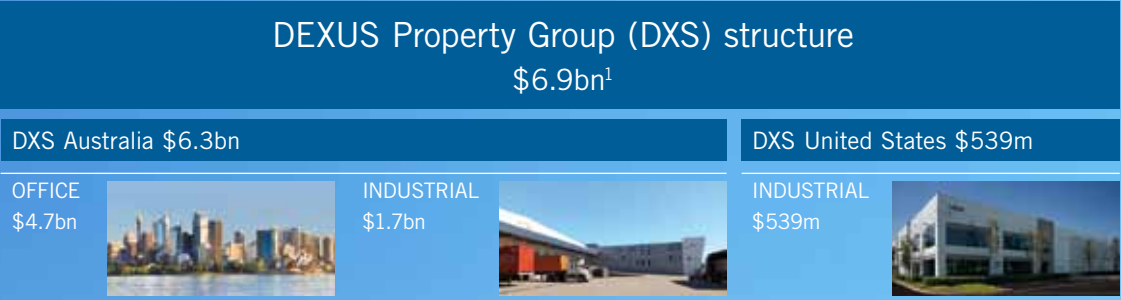 DEXUS Property Group (DXS) structure
$6.9bn1
DXS Australia $6.3bn
OFFICE
$4.7bn
INDUSTRIAL
$1.7bn
DXS United States $539m
INDUSTRIAL
$539m